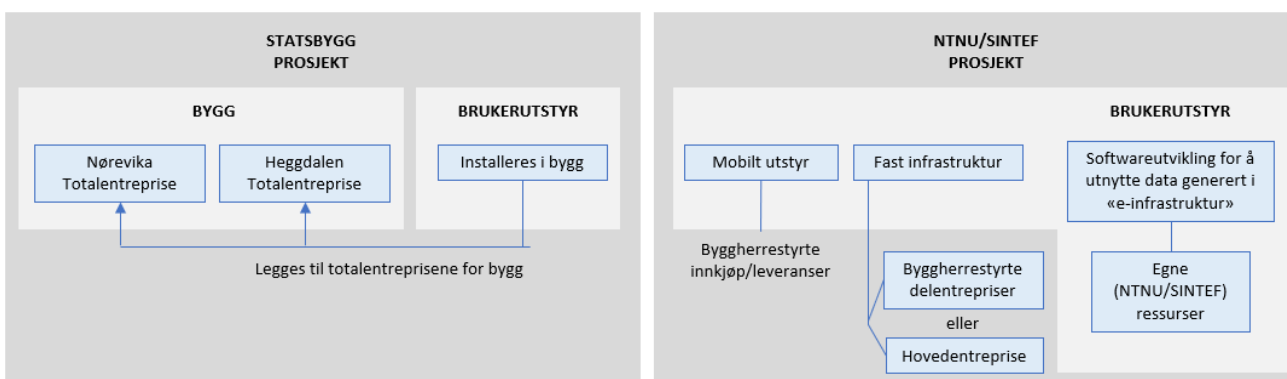 STATSBYGG
PROSJEKT
BYGG
BRUKERUTSTYR
Nørevika
Totalentreprise
Heggdalen
Totalentreprise
Installeres i bygg
Legges til totalentreprisene for bygg
NTNU/SINTEF
PROSJEKT
BRUKERUTSTYR
Mobilt utstyr
Fast infrastruktur
Softwareutvikling for å
utnytte data generert i
«e-infrastruktur»
Byggherrestyrte
innkjøp/leveranser
Byggherrestyrte
delentrepriser
eller
Hovedentreprise
Egne
(NTNU/SINTEF)
ressurser